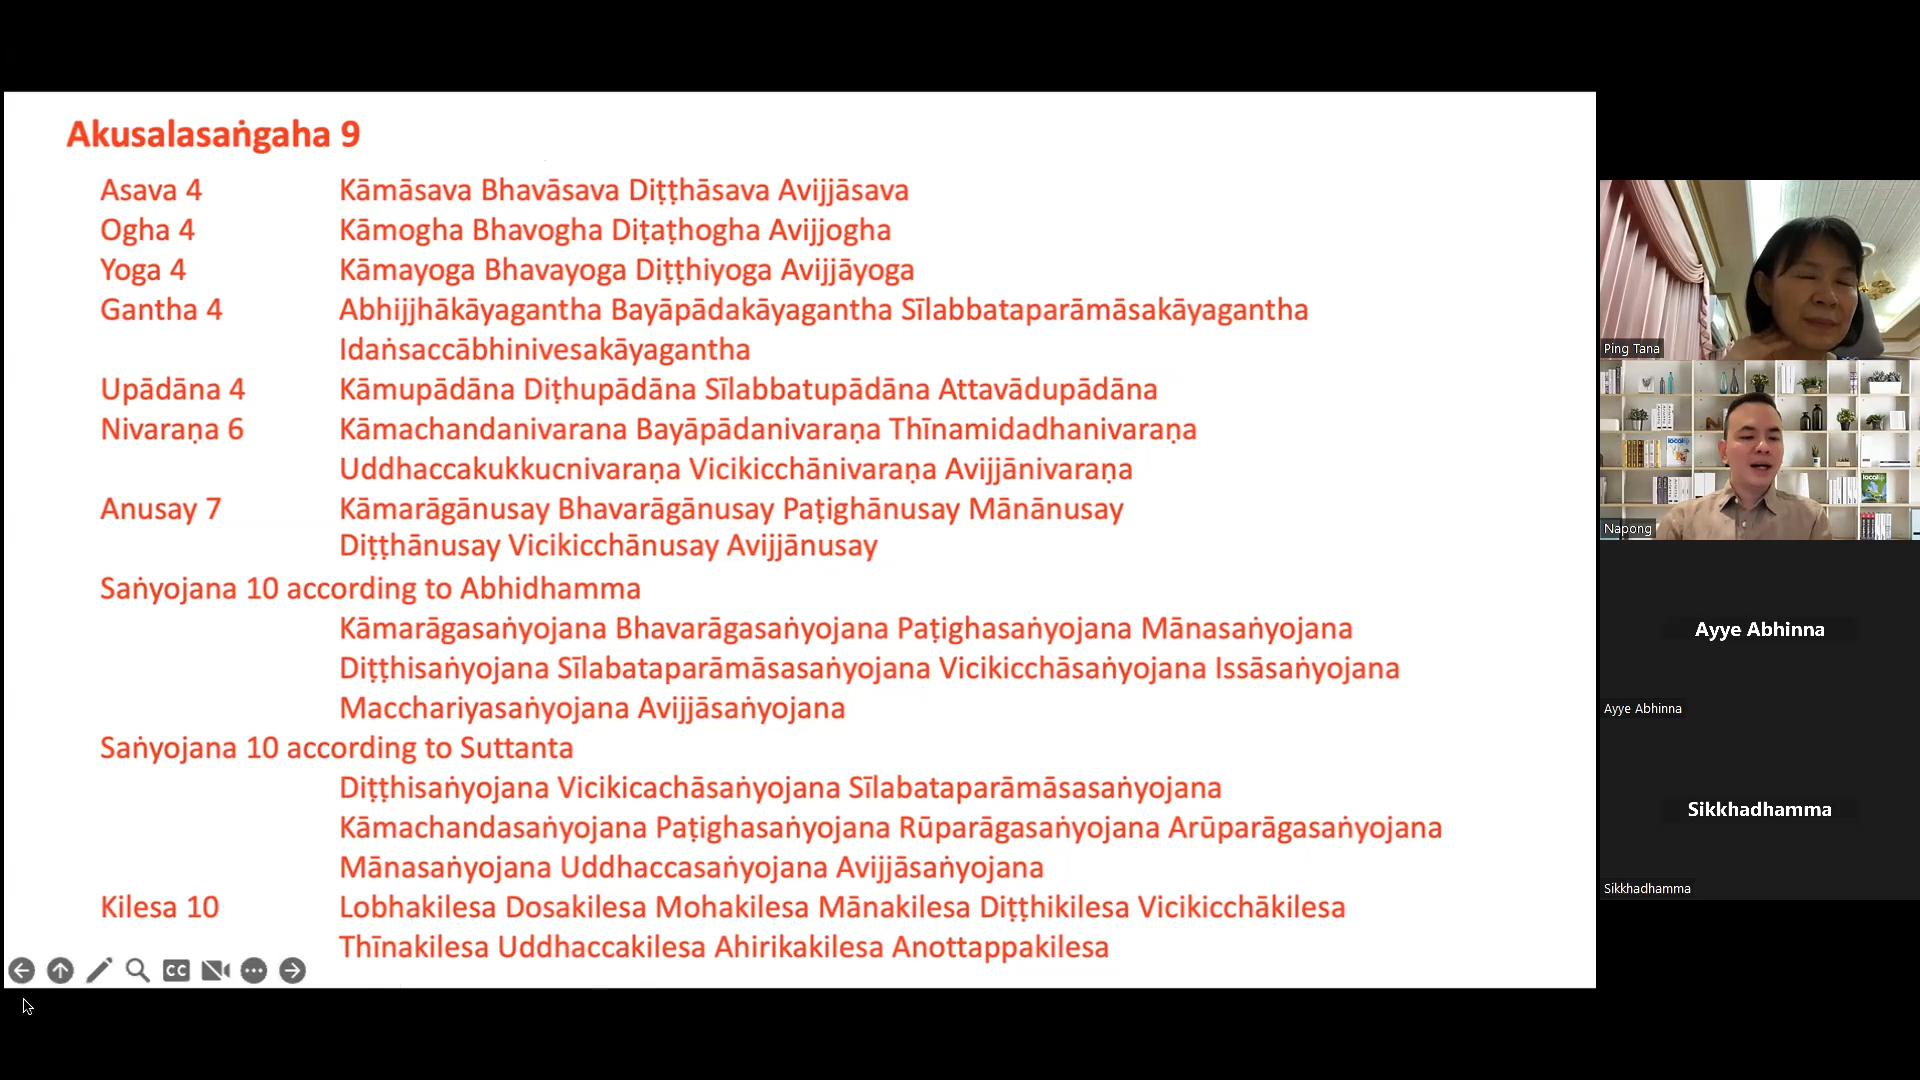 Akusalasaṅgaha 9
Asava 4 Kāmāsava Bhavāsava Diṭṭhāsava Avijjāsava
Ogha 4 Kāmogha Bhavogha Diṭaṭhogha Avijjogha
Yoga 4 Kāmayoga Bhavayoga Diṭṭhiyoga Avijjāyoga
Gantha 4 Abhijjhākāyagantha Bayāpādakāyagantha Sīlabbataparāmāsakāyagantha
Idaṅsaccābhinivesakāyagantha
Upādāna 4 Kāmupādāna Diṭhupādāna Sīlabbatupādāna Attavādupādāna
Nivaraṇa 6 Kāmachandanivarana Bayāpādanivaraṇa Thīnamidadhanivaraṇa
Uddhaccakukkucnivaraṇa Vicikicchānivaraṇa Avijjānivaraṇa
Anusay 7 Kāmarāgānusay Bhavarāgānusay Paṭighānusay Mānānusay
Diṭṭhānusay Vicikicchānusay Avijjānusay
Saṅyojana 10 according to Abhidhamma
Kāmarāgasaṅyojana Bhavarāgasaṅyojana Paṭighasaṅyojana Mānasaṅyojana
Diṭṭhisaṅyojana Sīlabataparāmāsasaṅyojana Vicikicchāsaṅyojana Issāsaṅyojana
Macchariyasaṅyojana Avijjāsaṅyojana
Saṅyojana 10 according to Suttanta
Diṭṭhisaṅyojana Vicikicachāsaṅyojana Sīlabataparāmāsasaṅyojana
Kāmachandasaṅyojana Paṭighasaṅyojana Rūparāgasaṅyojana Arūparāgasaṅyojana
Mānasaṅyojana Uddhaccasaṅyojana Avijjāsaṅyojana
Kilesa 10 Lobhakilesa Dosakilesa Mohakilesa Mānakilesa Diṭṭhikilesa Vicikicchākilesa
Thīnakilesa Uddhaccakilesa Ahirikakilesa Anottappakilesa
CC
Ping Tana
local
local
Napong
Ayye Abhinna
Ayye Abhinna
Sikkhadhamma
Sikkhadhamma